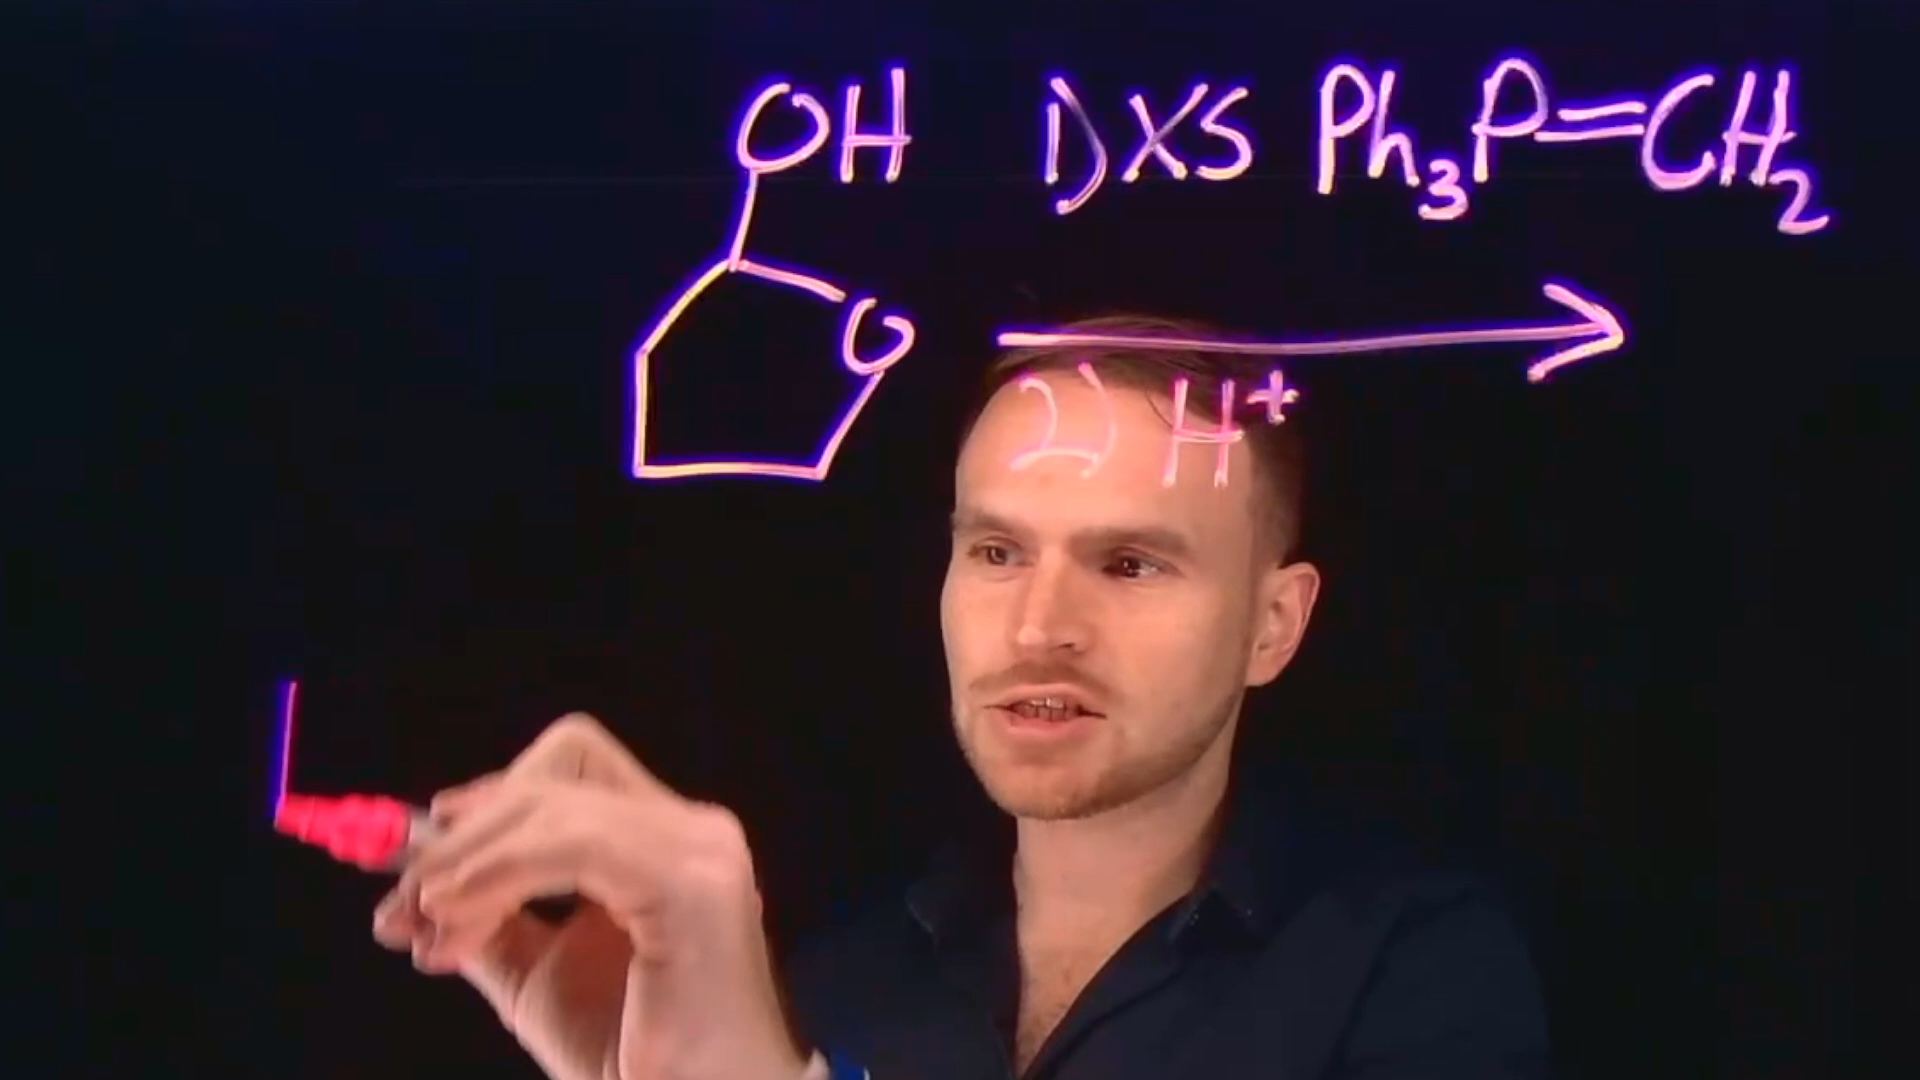 OH 1) XS Ph₃P=CH₂
O
2) H⁺